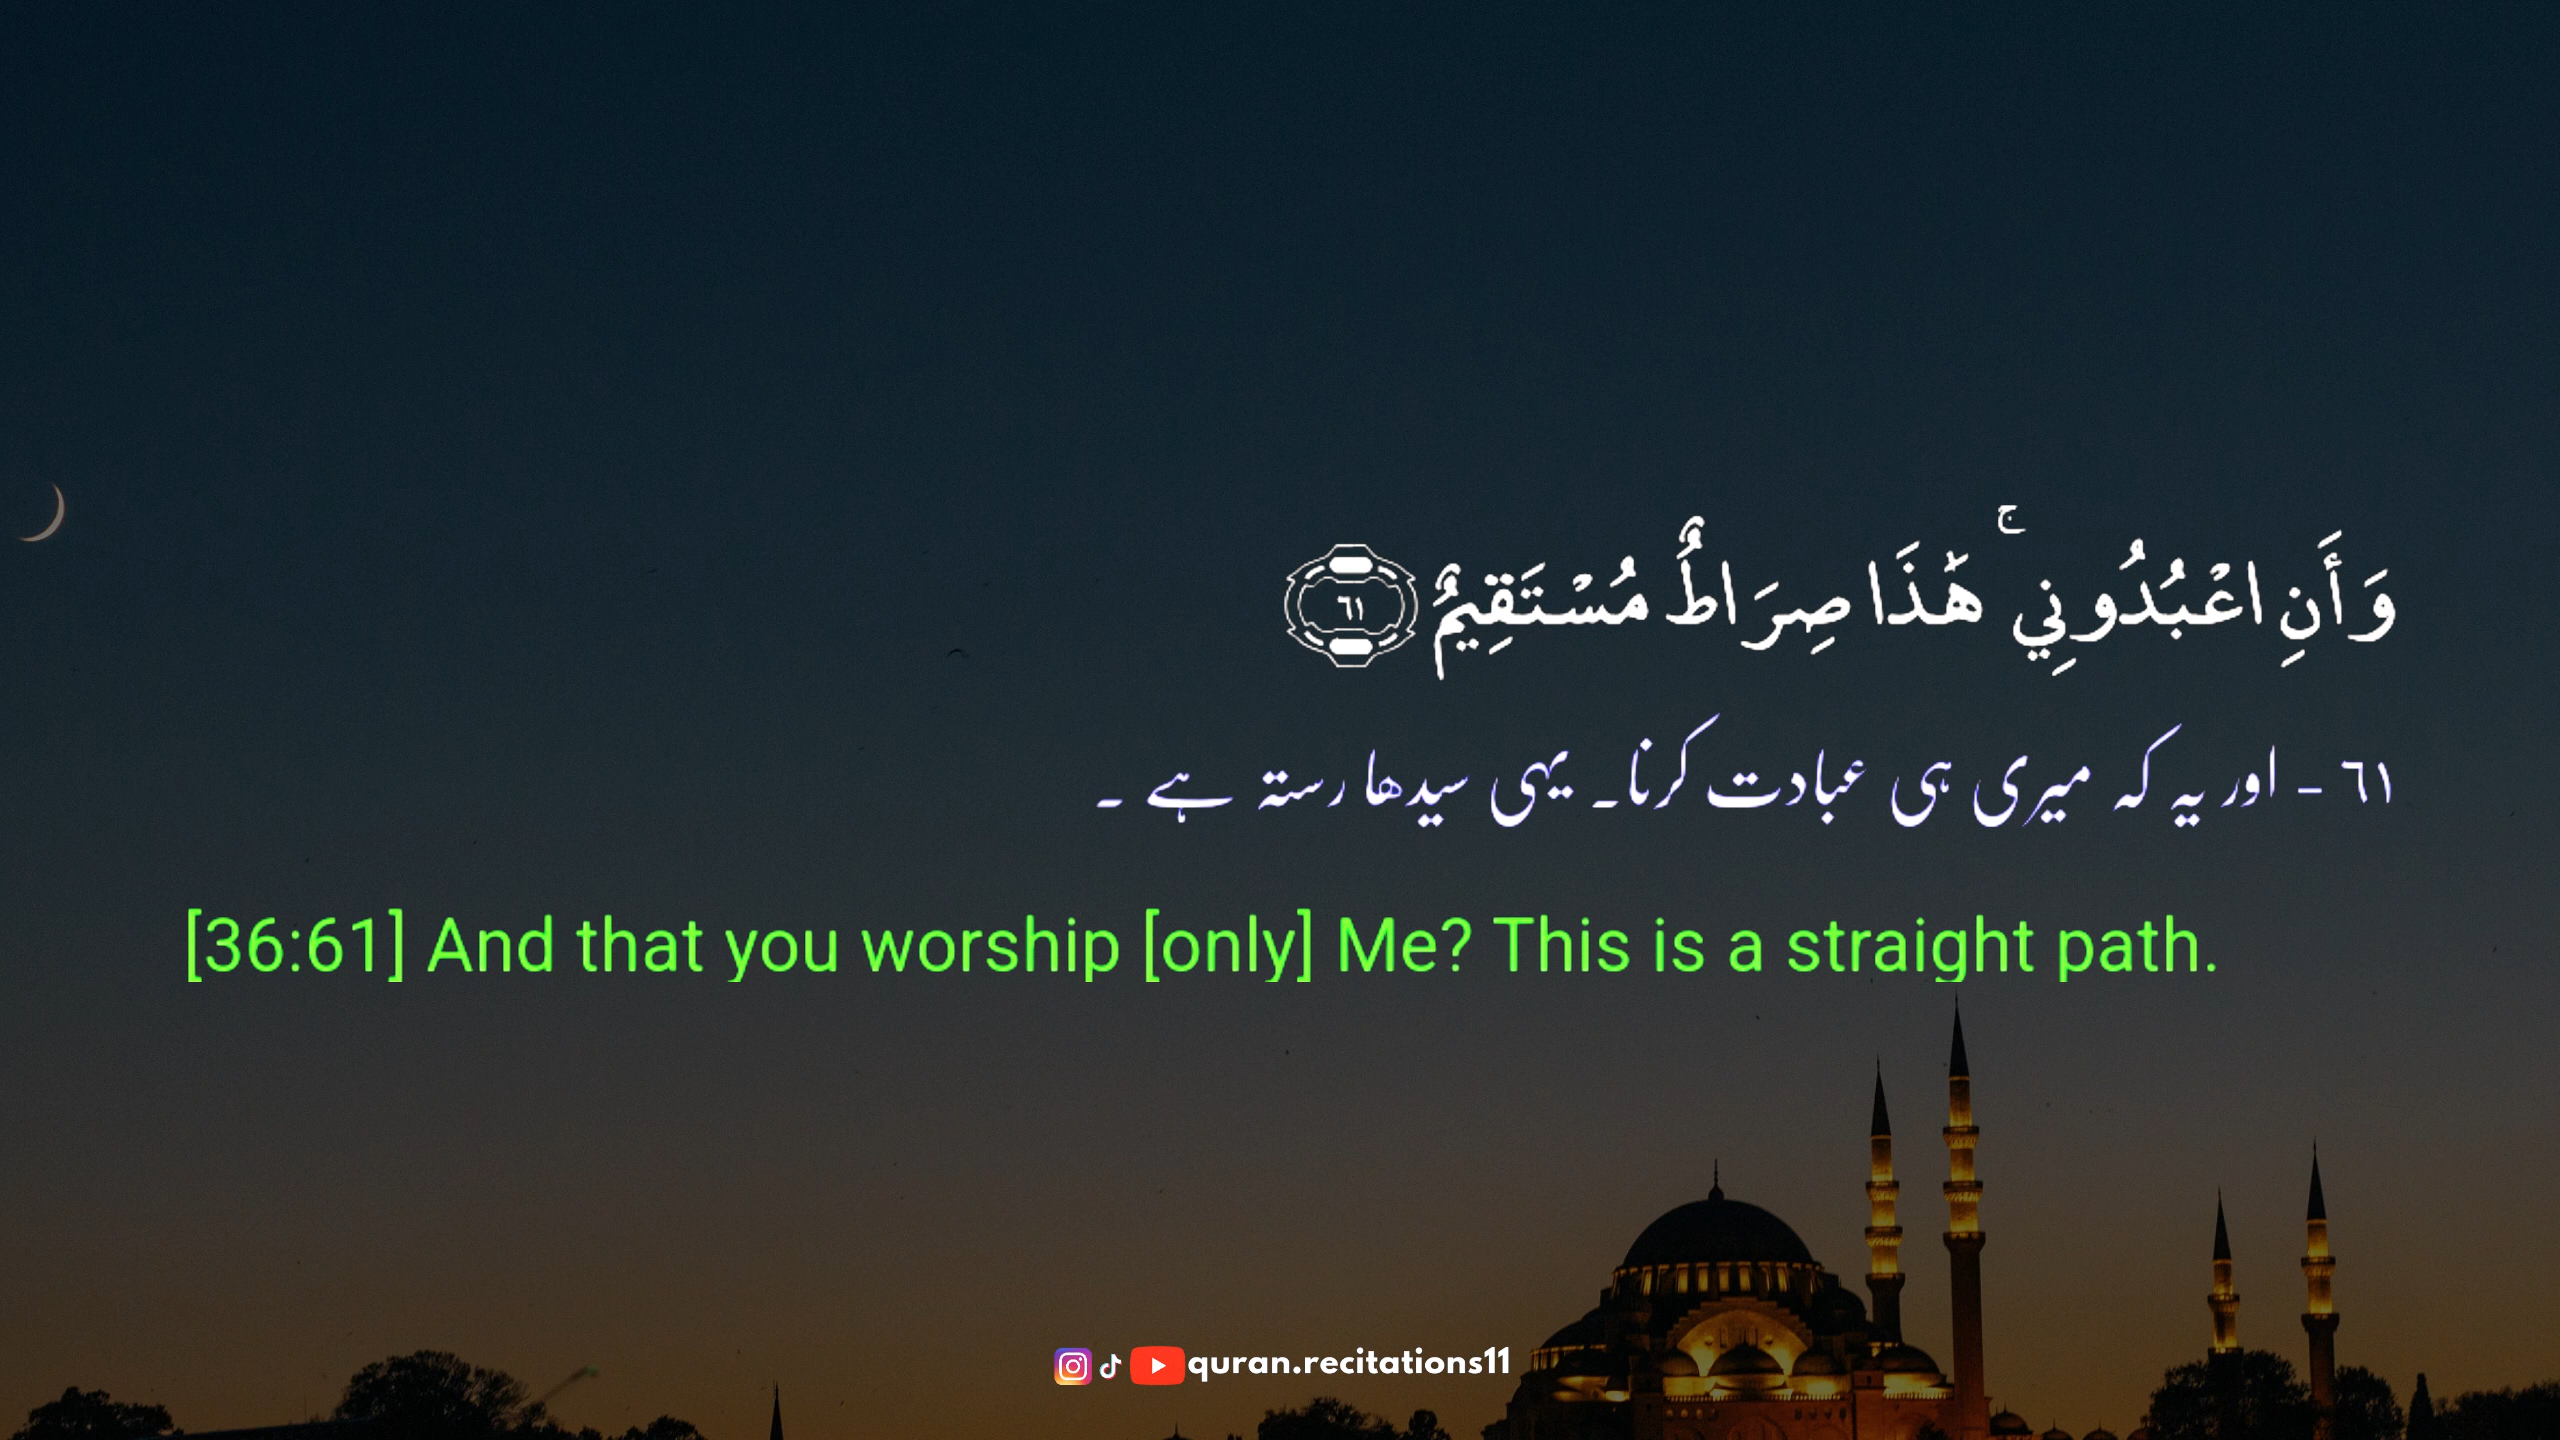 وَأَنِ اعْبُدُونِي ۚ هَٰذَا صِرَاطٌ مُسْتَقِيمٌ ٦١
٦١ - اور یہ کہ میری ہی عبادت کرنا۔ یہی سیدھا رستہ ہے ۔
[36:61] And that you worship [only] Me? This is a straight path.
quran.recitations11